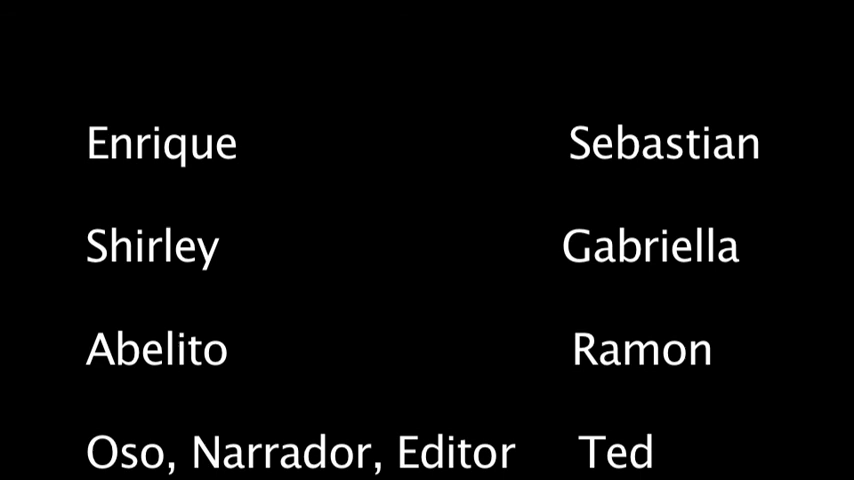 Enrique Sebastian
Shirley Gabriella
Abelito Ramon
Oso, Narrador, Editor Ted